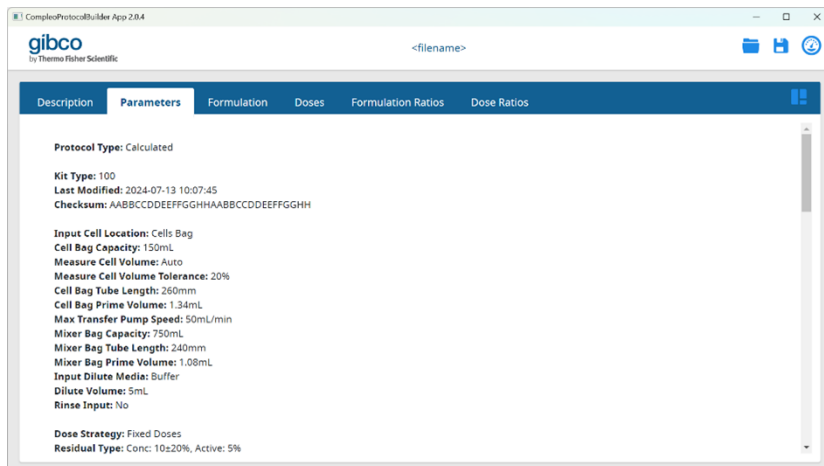 CompleoProtocolBuilder App 2.0.4
gibco
by Thermo Fisher Scientific
<filename>
Description Parameters Formulation Doses Formulation Ratios Dose Ratios
Protocol Type: Calculated
Kit Type: 100
Last Modified: 2024-07-13 10:07:45
Checksum: AABBCCDDEEFFGGHHAABBCCDDEEFFGGHH
Input Cell Location: Cells Bag
Cell Bag Capacity: 150mL
Measure Cell Volume: Auto
Measure Cell Volume Tolerance: 20%
Cell Bag Tube Length: 260mm
Cell Bag Prime Volume: 1.34mL
Max Transfer Pump Speed: 50mL/min
Mixer Bag Capacity: 750mL
Mixer Bag Tube Length: 240mm
Mixer Bag Prime Volume: 1.08mL
Input Dilute Media: Buffer
Dilute Volume: 5mL
Rinse Input: No
Dose Strategy: Fixed Doses
Residual Type: Conc: 10±20%, Active: 5%